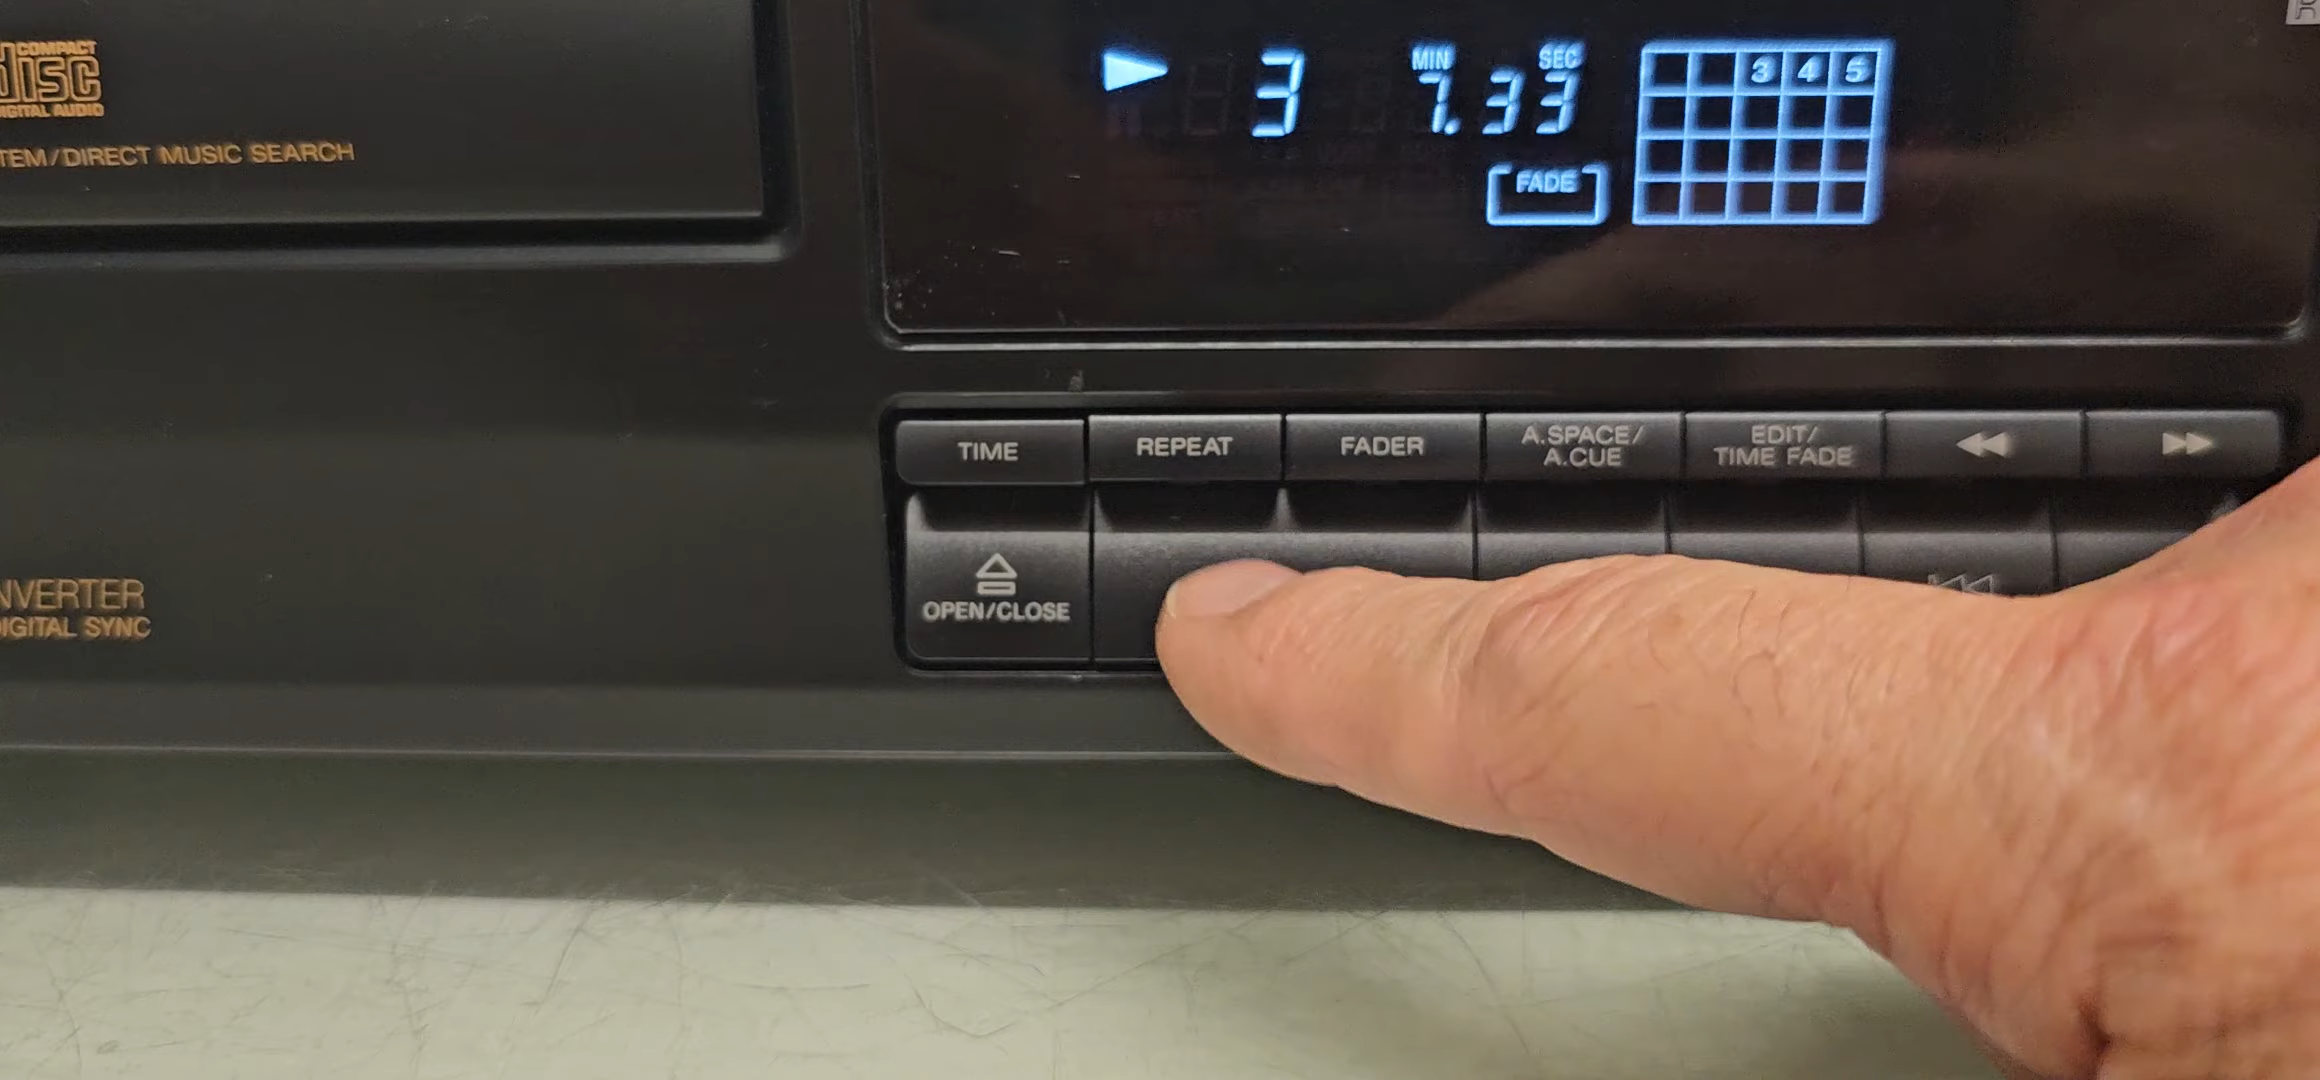 COMPACT
disc
DIGITAL AUDIO
TEM/DIRECT MUSIC SEARCH
3
MIN
SEC
7.33
3 4 5
FADE
TIME
REPEAT
FADER
A.SPACE/
A.CUE
EDIT/
TIME FADE
OPEN/CLOSE
NVERTER
DIGITAL SYNC